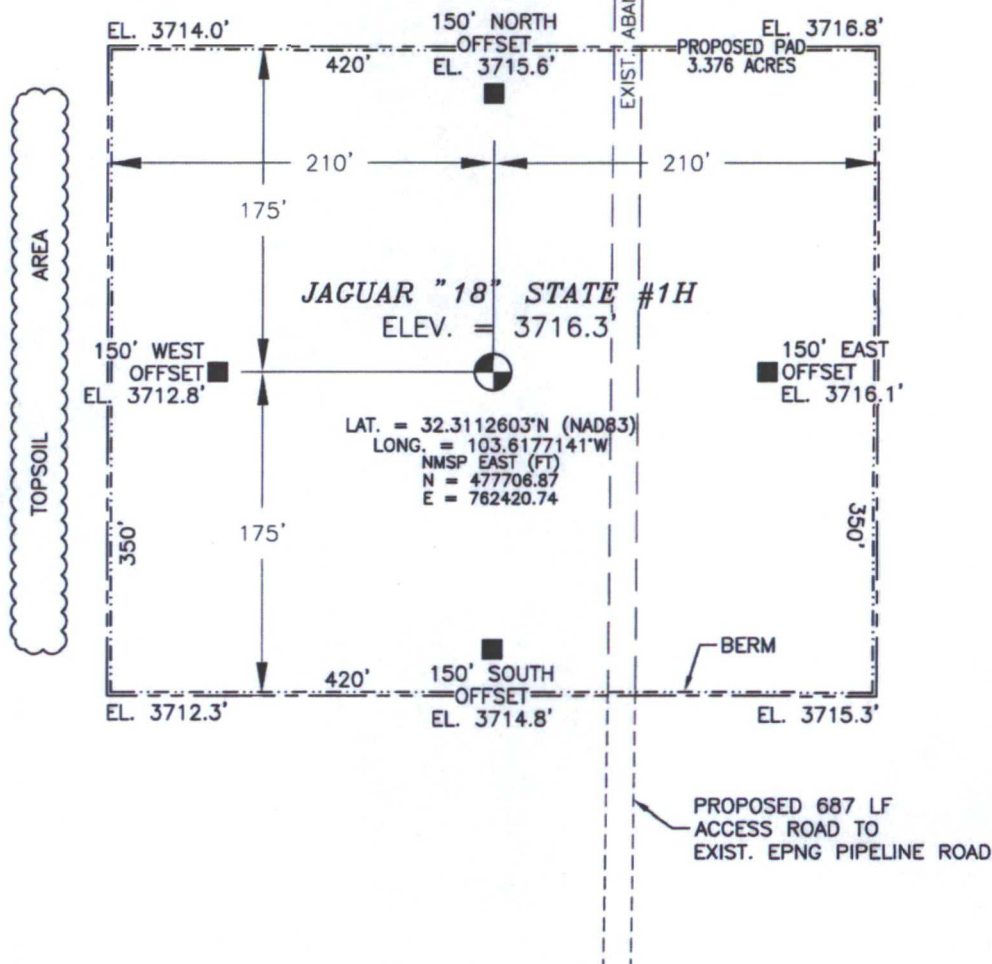 EL. 3714.0'
150' NORTH
OFFSET
EL. 3715.6'
EL. 3716.8'
PROPOSED PAD
3.376 ACRES
420'
EXIST.
210'
210'
175'
TOPSOIL AREA
JAGUAR "18" STATE #1H
ELEV. = 3716.3'
150' WEST
OFFSET
EL. 3712.8'
150' EAST
OFFSET
EL. 3716.1'
LAT. = 32.3112603°N (NAD83)
LONG. = 103.6177141°W
NMSP EAST (FT)
N = 477706.87
E = 762420.74
350'
175'
350'
BERM
420'
150' SOUTH
OFFSET
EL. 3714.8'
EL. 3712.3'
EL. 3715.3'
PROPOSED 687 LF
ACCESS ROAD TO
EXIST. EPNG PIPELINE ROAD